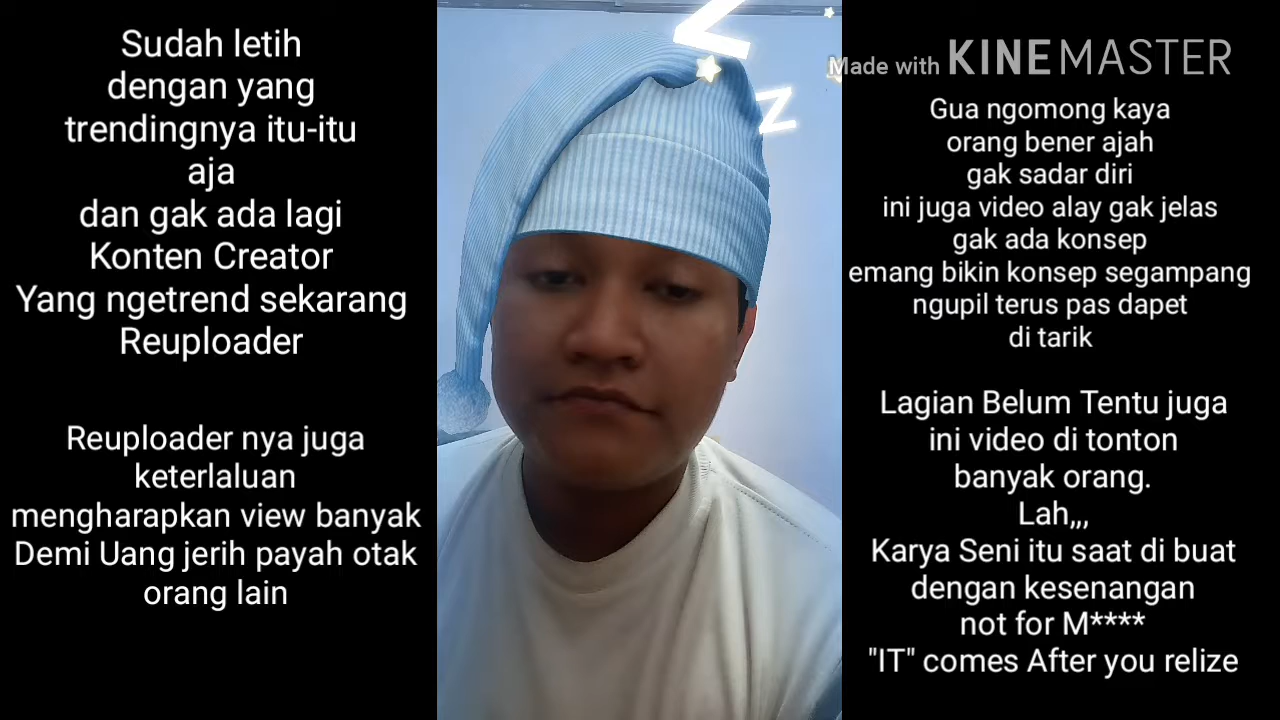 Sudah letih
dengan yang
trendingnya itu-itu
aja
dan gak ada lagi
Konten Creator
Yang ngetrend sekarang
Reuploader
Reuploader nya juga
keterlaluan
mengharapkan view banyak
Demi Uang jerih payah otak
orang lain
Z
Z
Made with KINEMASTER
Gua ngomong kaya
orang bener ajah
gak sadar diri
ini juga video alay gak jelas
gak ada konsep
emang bikin konsep segampang
ngupil terus pas dapet
di tarik
Lagian Belum Tentu juga
ini video di tonton
banyak orang.
Lah,,,
Karya Seni itu saat di buat
dengan kesenangan
not for M****
"IT" comes After you relize